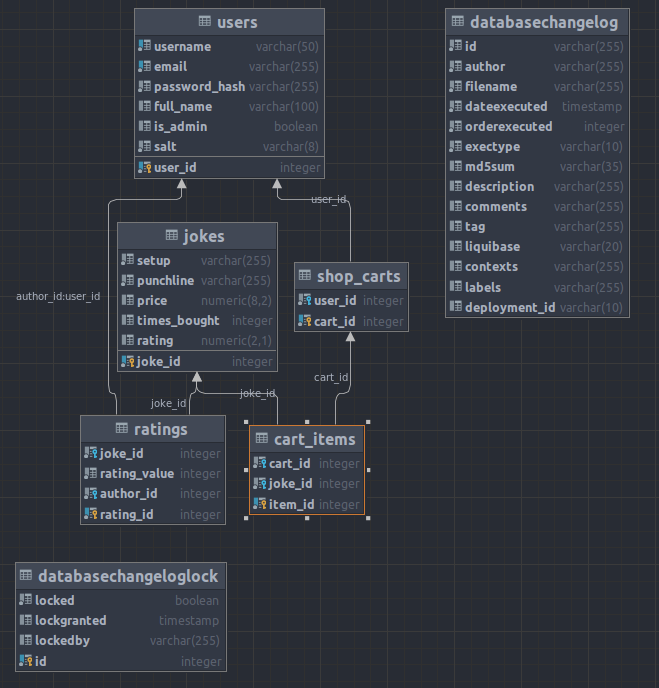 users
username varchar(50)
email varchar(255)
password_hash varchar(255)
full_name varchar(100)
is_admin boolean
salt varchar(8)
user_id integer
databasechangelog
id varchar(255)
author varchar(255)
filename varchar(255)
dateexecuted timestamp
orderexecuted integer
exectype varchar(10)
md5sum varchar(35)
description varchar(255)
comments varchar(255)
tag varchar(255)
liquibase varchar(20)
contexts varchar(255)
labels varchar(255)
deployment_id varchar(10)
user_id
jokes
setup varchar(255)
punchline varchar(255)
price numeric(8,2)
times_bought integer
rating numeric(2,1)
joke_id integer
shop_carts
user_id integer
cart_id integer
author_id:user_id
cart_id
joke_id
joke_id
ratings
joke_id integer
rating_value integer
author_id integer
rating_id integer
cart_items
cart_id integer
joke_id integer
item_id integer
databasechangeloglock
locked boolean
lockgranted timestamp
lockedby varchar(255)
id integer